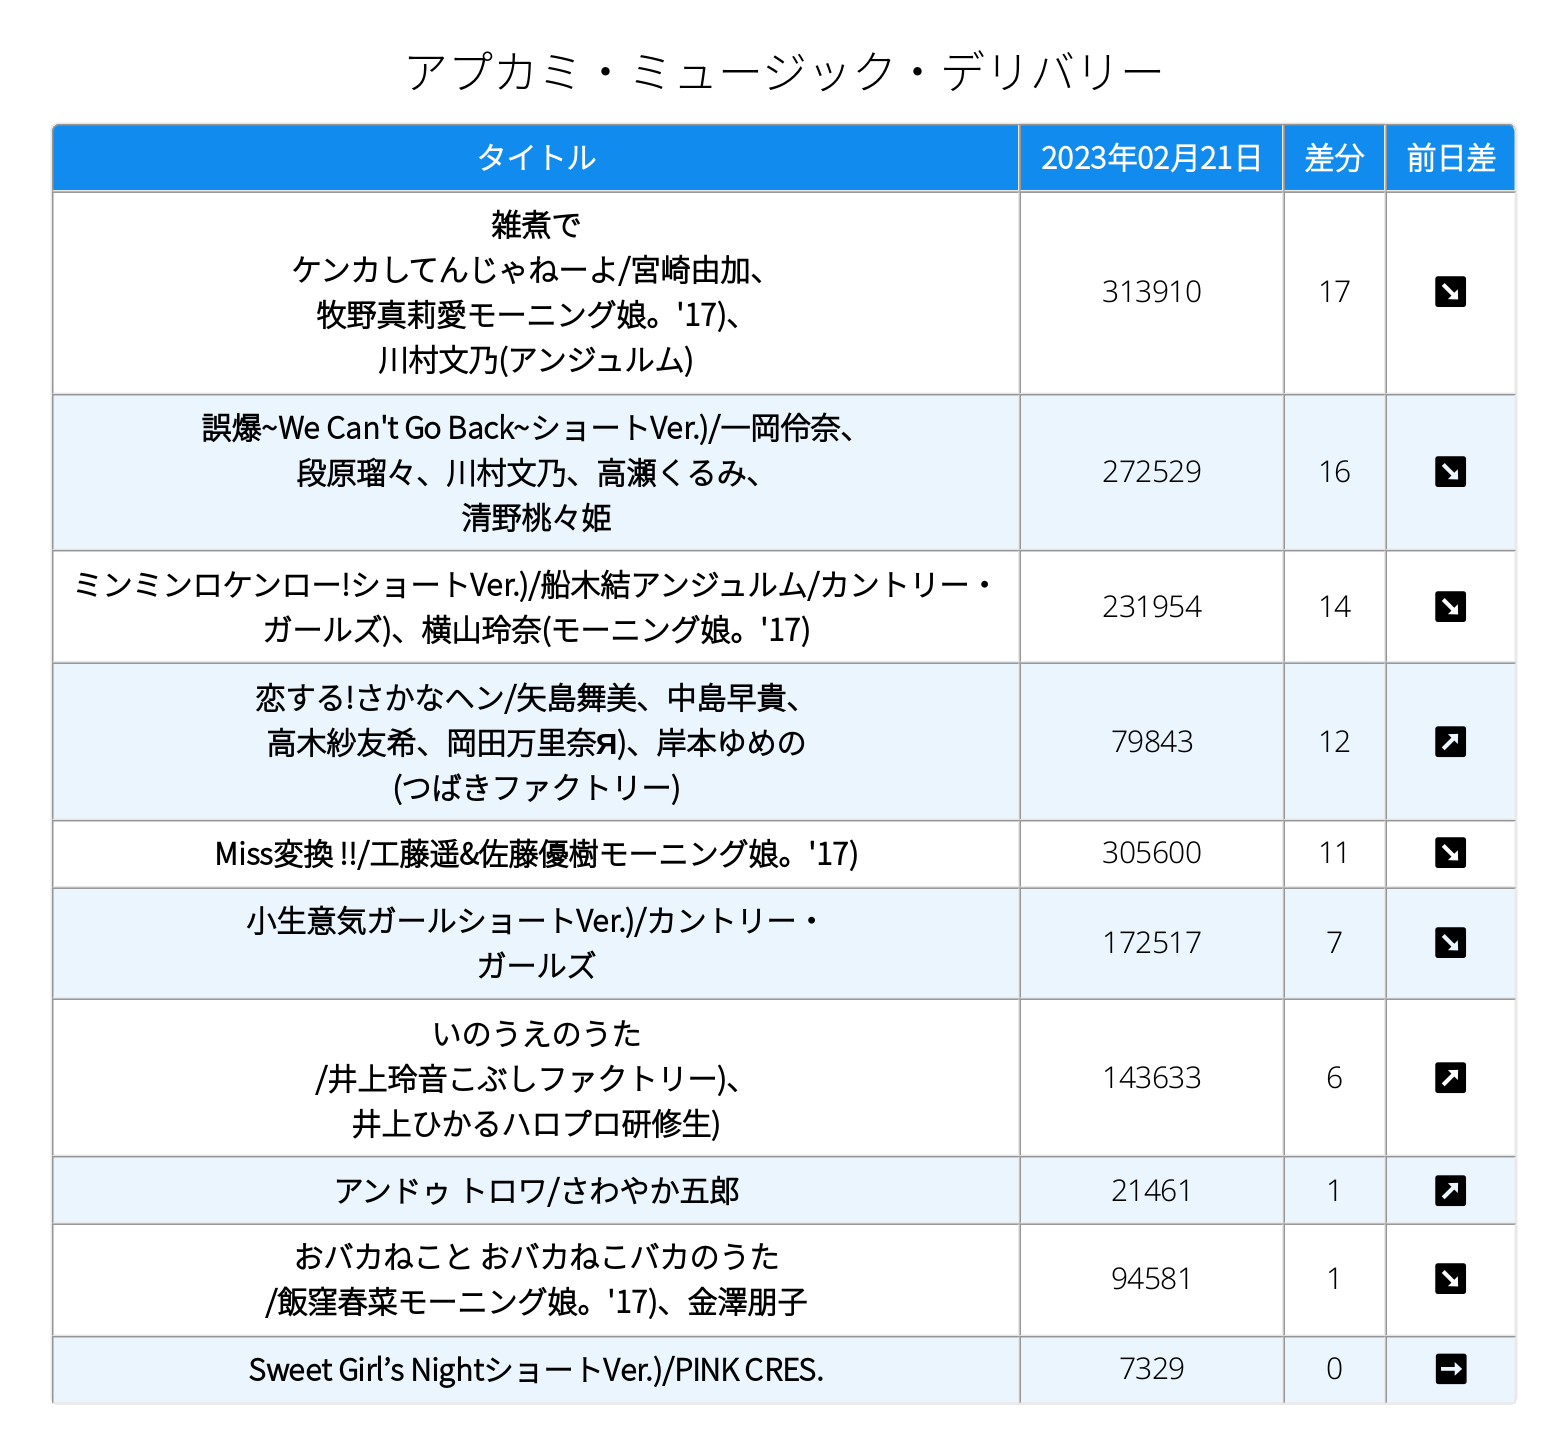 アプカミ・ミュージック・デリバリー
タイトル 2023年02月21日 差分 前日差
雑煮で
ケンカしてんじゃねーよ/宮崎由加、
牧野真莉愛モーニング娘。'17)、
川村文乃(アンジュルム)
313910 17
誤爆~We Can't Go Back~ショートVer.)/一岡伶奈、
段原瑠々、川村文乃、高瀬くるみ、
清野桃々姫
272529 16
ミンミンロケンロー!ショートVer.)/船木結アンジュルム/カントリー・
ガールズ)、横山玲奈(モーニング娘。'17)
231954 14
恋する!さかなヘン/矢島舞美、中島早貴、
高木紗友希、岡田万里奈Я)、岸本ゆめの
(つばきファクトリー)
79843 12
Miss変換 !!/工藤遥&佐藤優樹モーニング娘。'17)
305600 11
小生意気ガールショートVer.)/カントリー・
ガールズ
172517 7
いのうえのうた
/井上玲音こぶしファクトリー)、
井上ひかるハロプロ研修生)
143633 6
アンドゥ トロワ/さわやか五郎
21461 1
おバカねこと おバカねこバカのうた
/飯窪春菜モーニング娘。'17)、金澤朋子
94581 1
Sweet Girl’s NightショートVer.)/PINK CRES.
7329 0